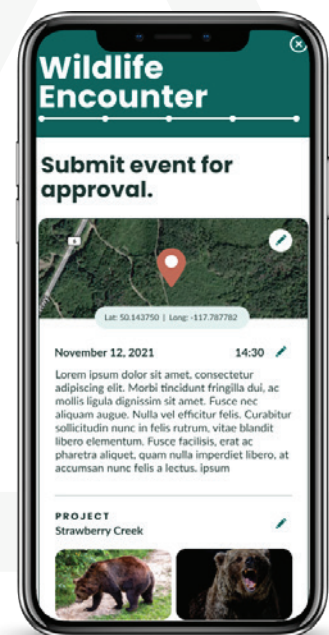 Wildlife
Encounter
Submit event for
approval.
6
Lat: 50.143750 | Long: -117.787782
November 12, 2021 14:30
Lorem ipsum dolor sit amet, consectetur
adipiscing elit. Morbi tincidunt fringilla dui, ac
mollis ligula dignissim sit amet. Fusce nec
aliquam augue. Nulla vel efficitur felis. Curabitur
sollicitudin nunc in felis rutrum, vitae blandit
libero elementum. Fusce facilisis, erat ac
pharetra aliquet, quam nulla imperdiet libero, at
accumsan nunc felis a lectus. ipsum
PROJECT
Strawberry Creek